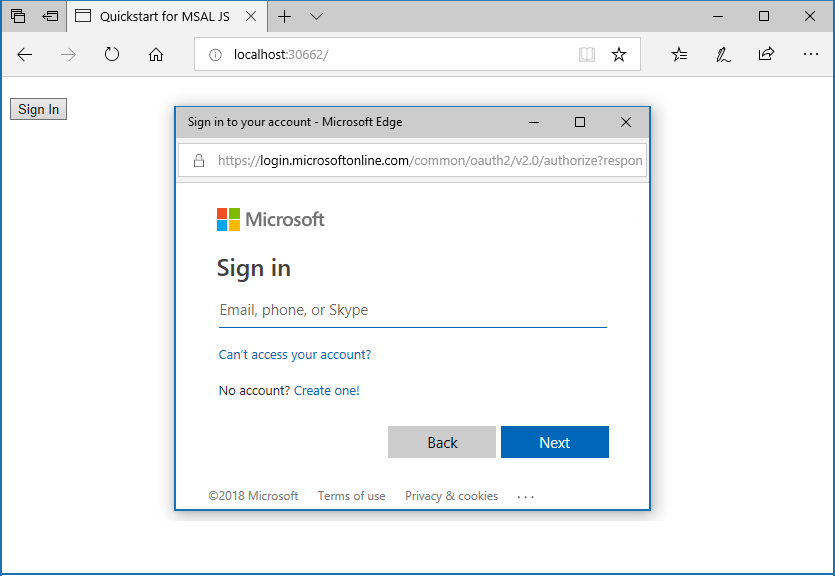 Quickstart for MSAL JS
localhost:30662/
Sign In
Sign in to your account - Microsoft Edge
https://login.microsoftonline.com/common/oauth2/v2.0/authorize?respon
Microsoft
Sign in
Email, phone, or Skype
Can't access your account?
No account? Create one!
Back Next
©2018 Microsoft Terms of use Privacy & cookies ...